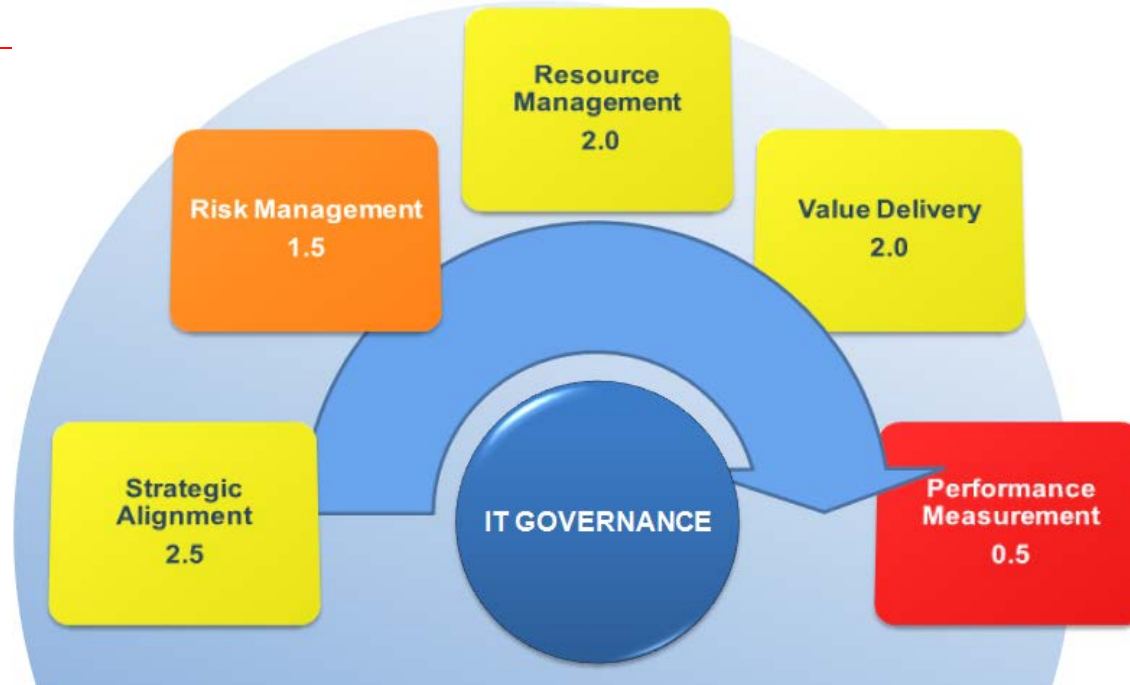 Resource
Management
2.0
Risk Management
1.5
Value Delivery
2.0
Strategic
Alignment
2.5
IT GOVERNANCE
Performance
Measurement
0.5